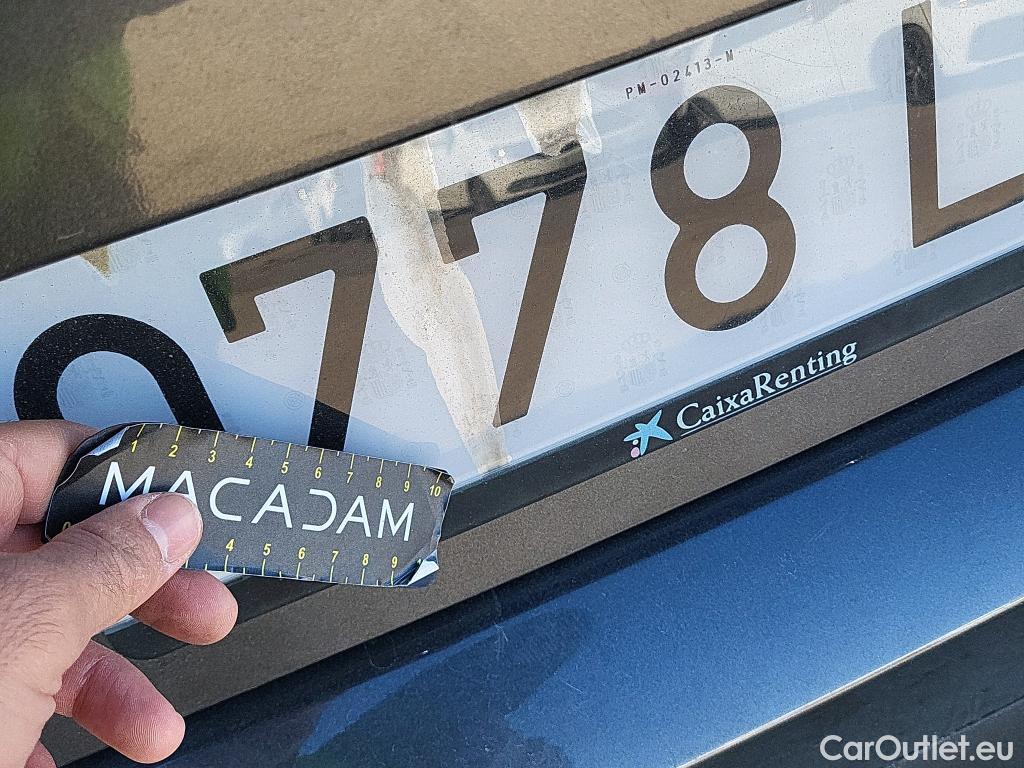 PM-02413-M
0778 L
CaixaRenting
1 2 3 4 5 6 7 8 9 10
MACADAM
4 5 6 7 8 9
CarOutlet.eu